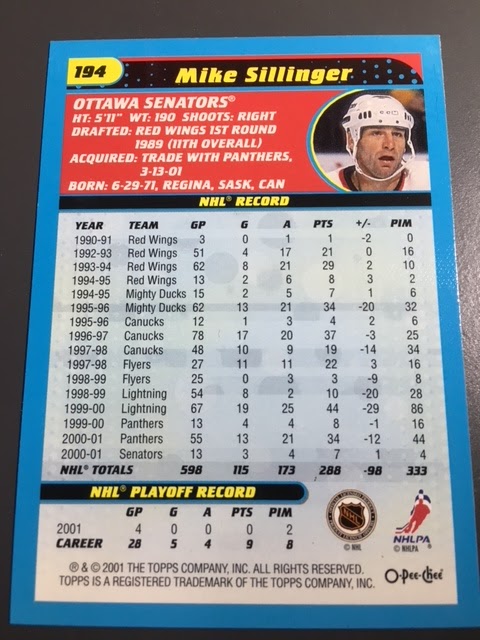 194 Mike Sillinger
OTTAWA SENATORS®
HT: 5'11" WT: 190 SHOOTS: RIGHT
DRAFTED: RED WINGS 1ST ROUND
1989 (11TH OVERALL)
ACQUIRED: TRADE WITH PANTHERS,
3-13-01
BORN: 6-29-71, REGINA, SASK, CAN
NHL® RECORD
YEAR TEAM GP G A PTS +/- PIM
1990-91 Red Wings 3 0 1 1 -2 0
1992-93 Red Wings 51 4 17 21 0 16
1993-94 Red Wings 62 8 21 29 2 10
1994-95 Red Wings 13 2 6 8 3 2
1994-95 Mighty Ducks 15 2 5 7 1 6
1995-96 Mighty Ducks 62 13 21 34 -20 32
1995-96 Canucks 12 1 3 4 2 6
1996-97 Canucks 78 17 20 37 -3 25
1997-98 Canucks 48 10 9 19 -14 34
1997-98 Flyers 27 11 11 22 3 16
1998-99 Flyers 25 0 3 3 -9 8
1998-99 Lightning 54 8 2 10 -20 28
1999-00 Lightning 67 19 25 44 -29 86
1999-00 Panthers 13 4 4 8 -1 16
2000-01 Panthers 55 13 21 34 -12 44
2000-01 Senators 13 3 4 7 1 4
NHL® TOTALS 598 115 173 288 -98 333
NHL® PLAYOFF RECORD
GP G A PTS PIM
2001 4 0 0 0 2
CAREER 28 5 4 9 8
NHL
© NHL
NHLPA
© NHLPA
® & © 2001 THE TOPPS COMPANY, INC. ALL RIGHTS RESERVED.
TOPPS IS A REGISTERED TRADEMARK OF THE TOPPS COMPANY, INC.
O-Pee-Chee